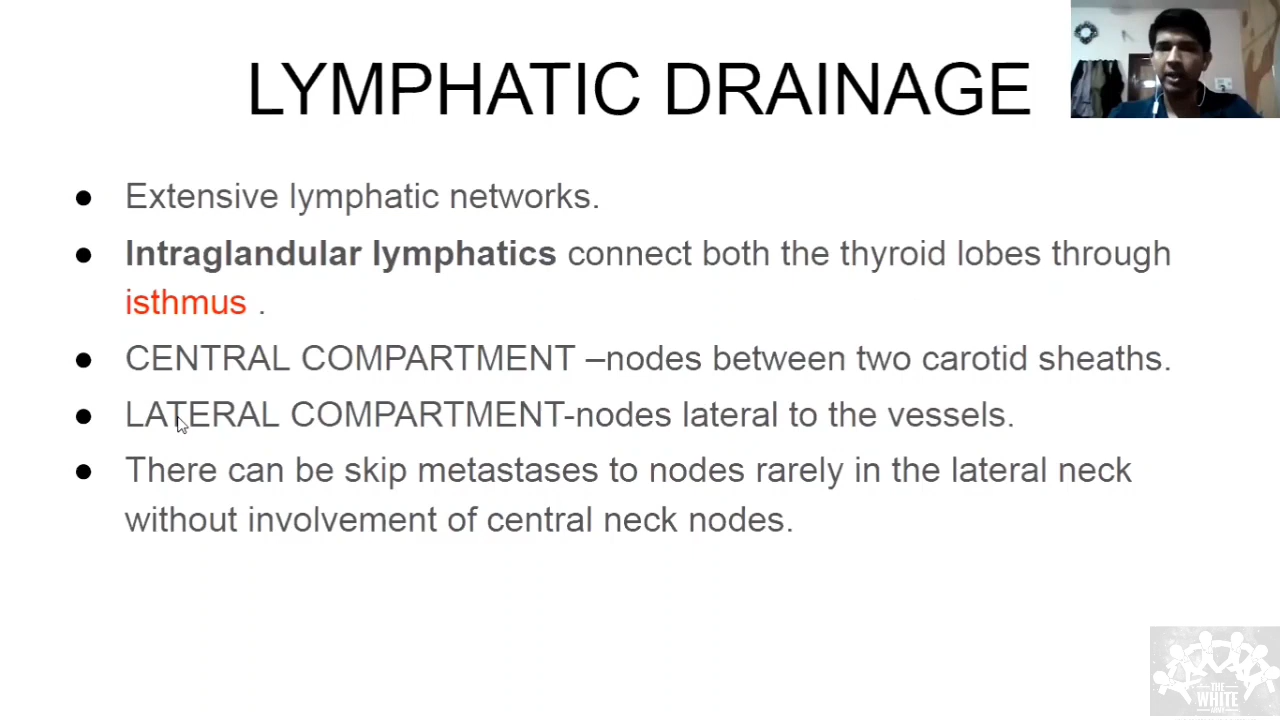 LYMPHATIC DRAINAGE
● Extensive lymphatic networks.
● Intraglandular lymphatics connect both the thyroid lobes through
isthmus .
● CENTRAL COMPARTMENT –nodes between two carotid sheaths.
● LATERAL COMPARTMENT-nodes lateral to the vessels.
● There can be skip metastases to nodes rarely in the lateral neck
without involvement of central neck nodes.
THE
WHITE